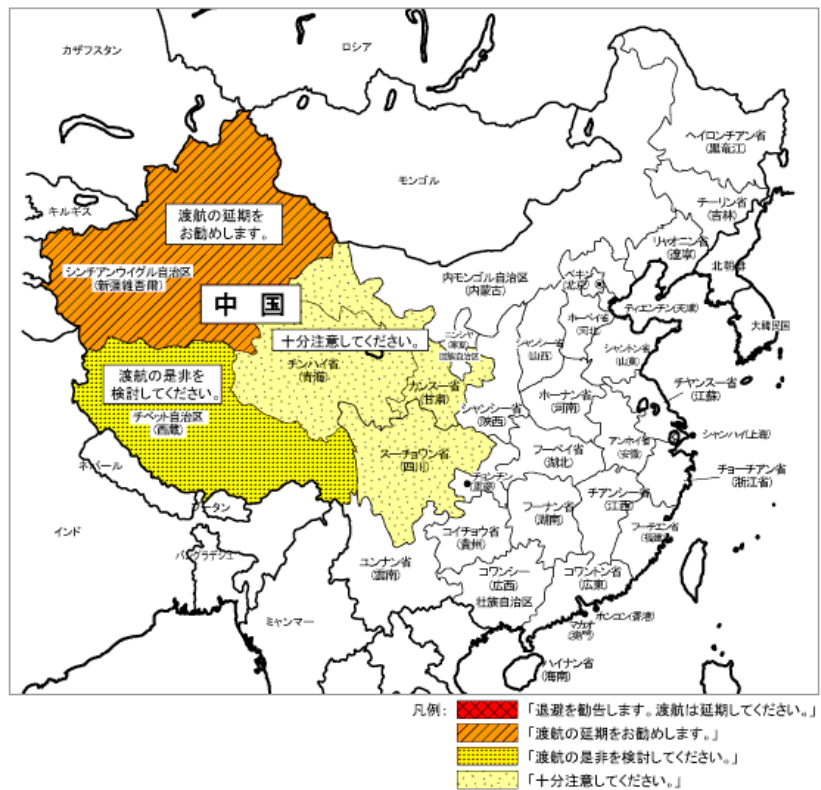 カザフスタン
ロシア
モンゴル
キルギス
渡航の延期を
お勧めします。
シンチアンウイグル自治区
(新疆維吾爾)
中 国
十分注意してください。
チンハイ省
(青海)
渡航の是非を
検討してください。
チベット自治区
(西蔵)
カンスー省
(甘粛)
スーチョワン省
(四川)
ヘイロンチアン省
(黒竜江)
チーリン省
(吉林)
リャオニン省
(遼寧)
北朝鮮
大韓民国
内モンゴル自治区
(内蒙古)
ペキン
(北京)
ティエンチン(天津)
ホーペイ省
(河北)
ニンシヤ
(寧夏)
回族自治区
シャンシー省
(山西)
シャントン省
(山東)
シャンシー省
(陝西)
ホーナン省
(河南)
チヤンスー省
(江蘇)
アンホイ省
(安徽)
シャンハイ(上海)
フーペイ省
(湖北)
チョンチン
(重慶)
チョーチアン省
(浙江省)
チアンシー省
(江西)
フーナン省
(湖南)
フーチエン省
(福建)
コイチョウ省
(貴州)
ユンナン省
(雲南)
コワンシー
(広西)
壮族自治区
コワントン省
(広東)
ホンコン(香港)
マカオ
(澳門)
ハイナン省
(海南)
ネパール
ブータン
インド
バングラデシュ
ミャンマー
凡例:
「退避を勧告します。渡航は延期してください。」
「渡航の延期をお勧めします。」
「渡航の是非を検討してください。」
「十分注意してください。」